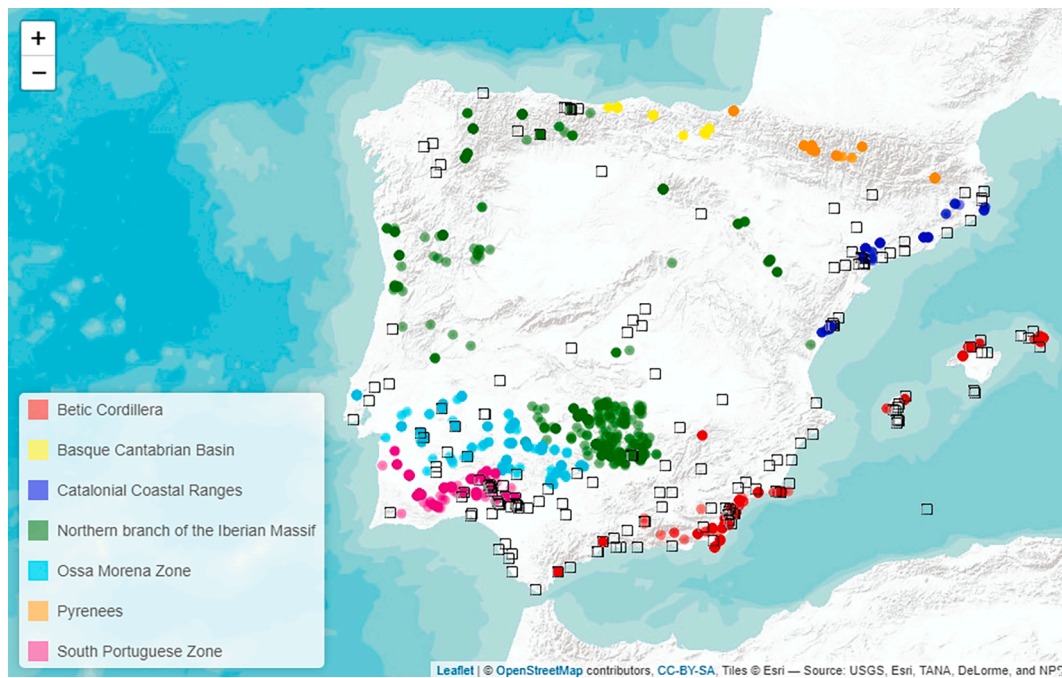 +
−
Betic Cordillera
Basque Cantabrian Basin
Catalonial Coastal Ranges
Northern branch of the Iberian Massif
Ossa Morena Zone
Pyrenees
South Portuguese Zone
Leaflet | © OpenStreetMap contributors, CC-BY-SA, Tiles © Esri — Source: USGS, Esri, TANA, DeLorme, and NPS